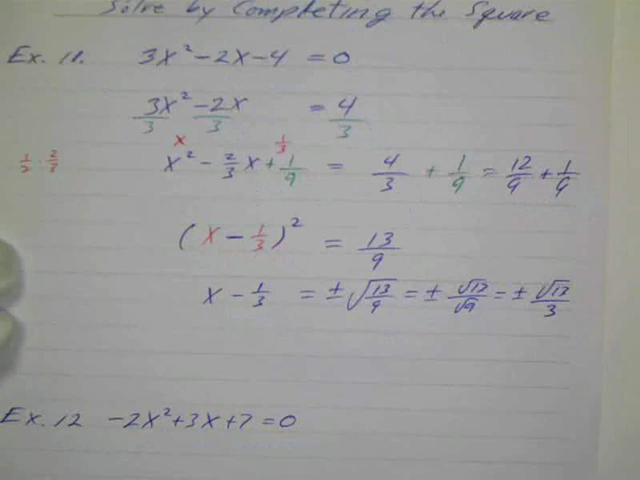 Solve by Completing the Square
Ex. 11. 3x² - 2x - 4 = 0
3x²/3 - 2x/3 = 4/3
x 1/3
1/2 · 2/3 x² - 2/3 x + 1/9 = 4/3 + 1/9 = 12/9 + 1/9
(x - 1/3)² = 13/9
x - 1/3 = ±√(13/9) = ± √13/√9 = ± √13/3
Ex. 12 -2x² + 3x + 7 = 0